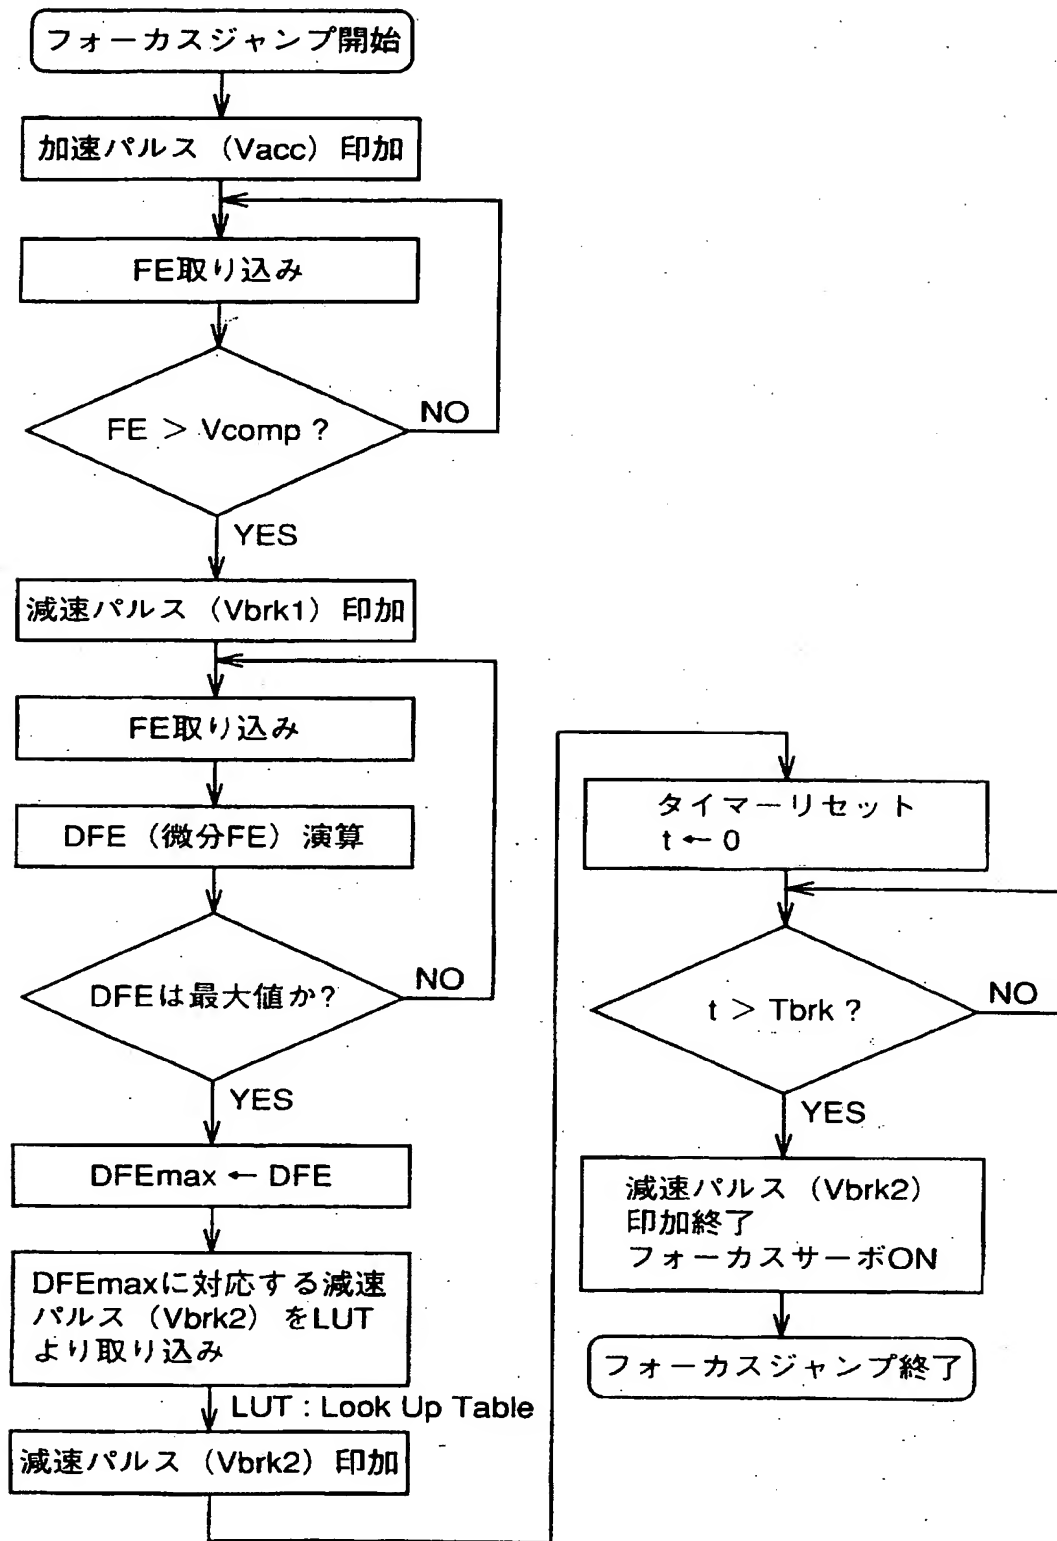 フォーカスジャンプ開始
加速パルス（Vacc）印加
FE取り込み
FE > Vcomp ?
NO
YES
減速パルス（Vbrk1）印加
FE取り込み
DFE（微分FE）演算
DFEは最大値か?
NO
YES
DFEmax ← DFE
DFEmaxに対応する減速
パルス（Vbrk2）をLUT
より取り込み
LUT : Look Up Table
減速パルス（Vbrk2）印加
タイマーリセット
t ← 0
t > Tbrk ?
NO
YES
減速パルス（Vbrk2）
印加終了
フォーカスサーボON
フォーカスジャンプ終了